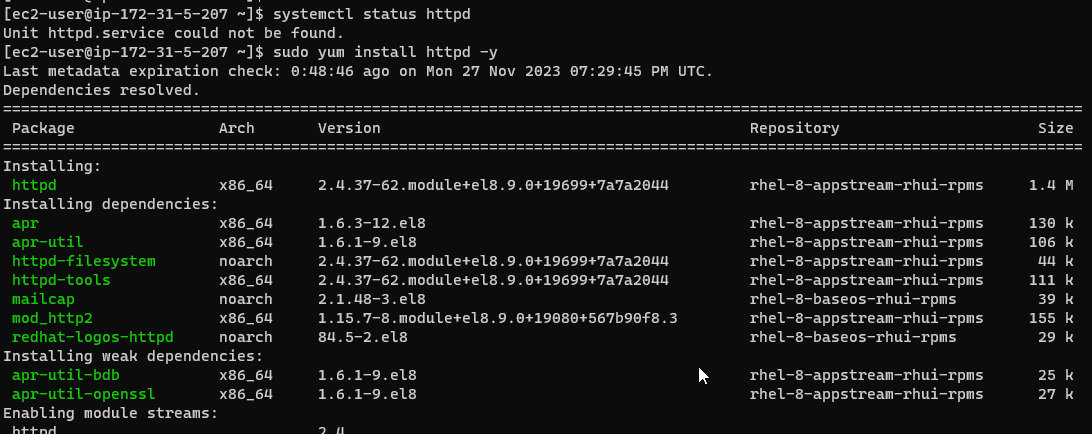 [ec2-user@ip-172-31-5-207 ~]$ systemctl status httpd
Unit httpd.service could not be found.
[ec2-user@ip-172-31-5-207 ~]$ sudo yum install httpd -y
Last metadata expiration check: 0:48:46 ago on Mon 27 Nov 2023 07:29:45 PM UTC.
Dependencies resolved.
========================================================================================================================
Package Arch Version Repository Size
========================================================================================================================
Installing:
httpd x86_64 2.4.37-62.module+el8.9.0+19699+7a7a2044 rhel-8-appstream-rhui-rpms 1.4 M
Installing dependencies:
apr x86_64 1.6.3-12.el8 rhel-8-appstream-rhui-rpms 130 k
apr-util x86_64 1.6.1-9.el8 rhel-8-appstream-rhui-rpms 106 k
httpd-filesystem noarch 2.4.37-62.module+el8.9.0+19699+7a7a2044 rhel-8-appstream-rhui-rpms 44 k
httpd-tools x86_64 2.4.37-62.module+el8.9.0+19699+7a7a2044 rhel-8-appstream-rhui-rpms 111 k
mailcap noarch 2.1.48-3.el8 rhel-8-baseos-rhui-rpms 39 k
mod_http2 x86_64 1.15.7-8.module+el8.9.0+19080+567b90f8.3 rhel-8-appstream-rhui-rpms 155 k
redhat-logos-httpd noarch 84.5-2.el8 rhel-8-baseos-rhui-rpms 29 k
Installing weak dependencies:
apr-util-bdb x86_64 1.6.1-9.el8 rhel-8-appstream-rhui-rpms 25 k
apr-util-openssl x86_64 1.6.1-9.el8 rhel-8-appstream-rhui-rpms 27 k
Enabling module streams:
httpd 2.4